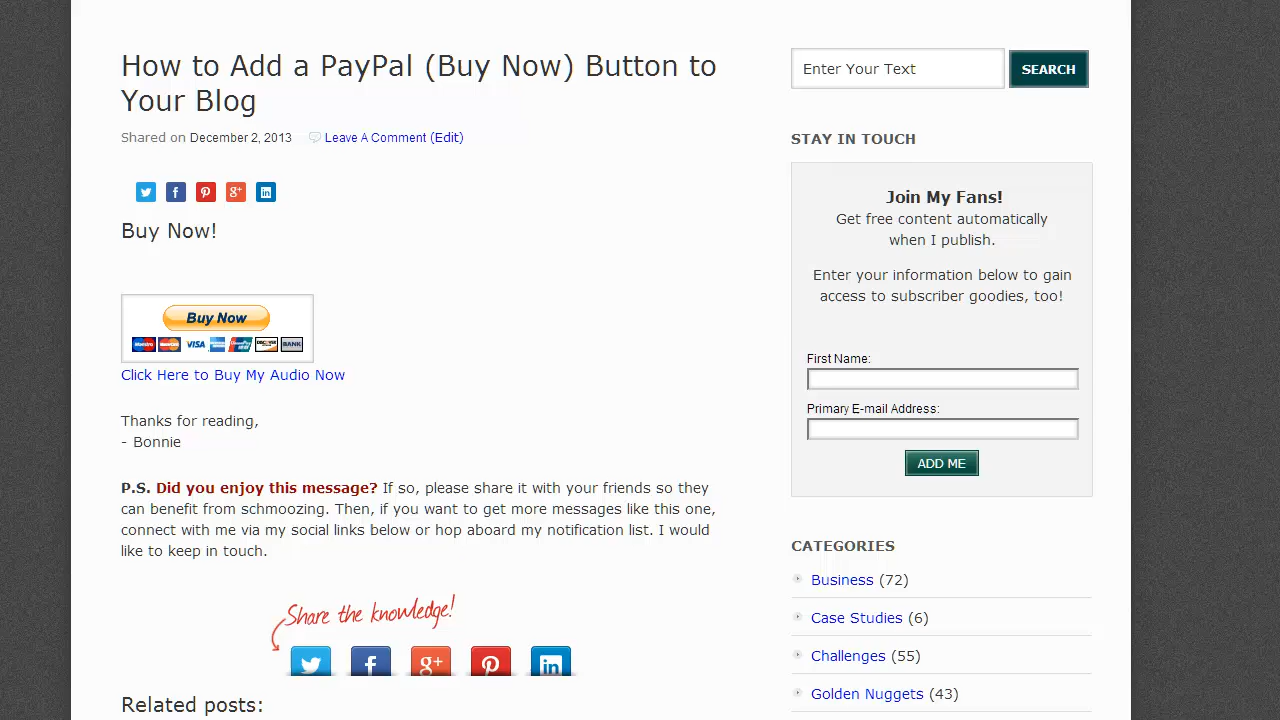 How to Add a PayPal (Buy Now) Button to
Your Blog
Shared on December 2, 2013 Leave A Comment (Edit)
Buy Now!
Buy Now
VISA
BANK
Click Here to Buy My Audio Now
Thanks for reading,
- Bonnie
P.S. Did you enjoy this message? If so, please share it with your friends so they
can benefit from schmoozing. Then, if you want to get more messages like this one,
connect with me via my social links below or hop aboard my notification list. I would
like to keep in touch.
Share the knowledge!
Related posts:
Enter Your Text SEARCH
STAY IN TOUCH
Join My Fans!
Get free content automatically
when I publish.
Enter your information below to gain
access to subscriber goodies, too!
First Name:
Primary E-mail Address:
ADD ME
CATEGORIES
Business (72)
Case Studies (6)
Challenges (55)
Golden Nuggets (43)